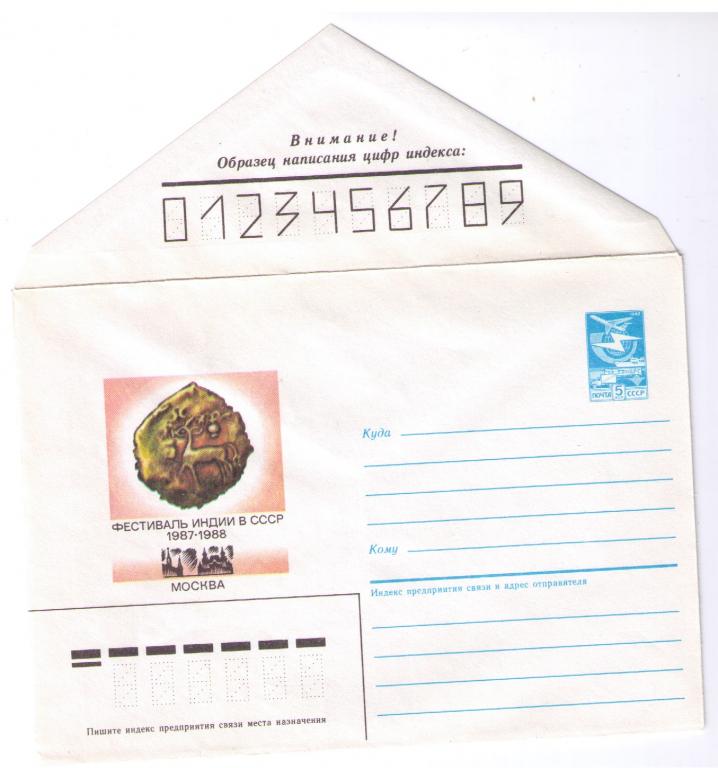 Внимание!
Образец написания цифр индекса:
0123456789
ПОЧТА 5 СССР
Куда
ФЕСТИВАЛЬ ИНДИИ В СССР
1987-1988
Кому
МОСКВА
Индекс предприятия связи и адрес отправителя
Пишите индекс предприятия связи места назначения